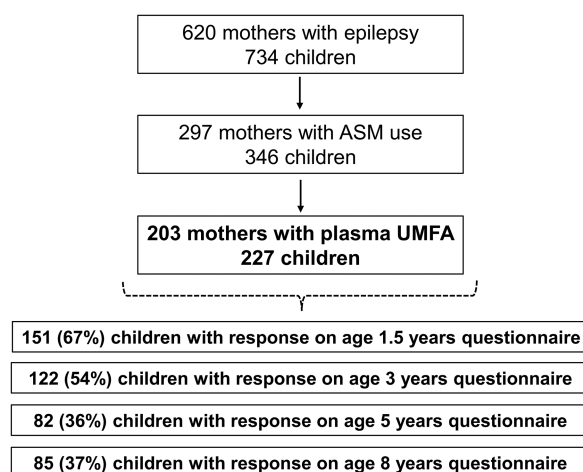 620 mothers with epilepsy
734 children
297 mothers with ASM use
346 children
203 mothers with plasma UMFA
227 children
151 (67%) children with response on age 1.5 years questionnaire
122 (54%) children with response on age 3 years questionnaire
82 (36%) children with response on age 5 years questionnaire
85 (37%) children with response on age 8 years questionnaire